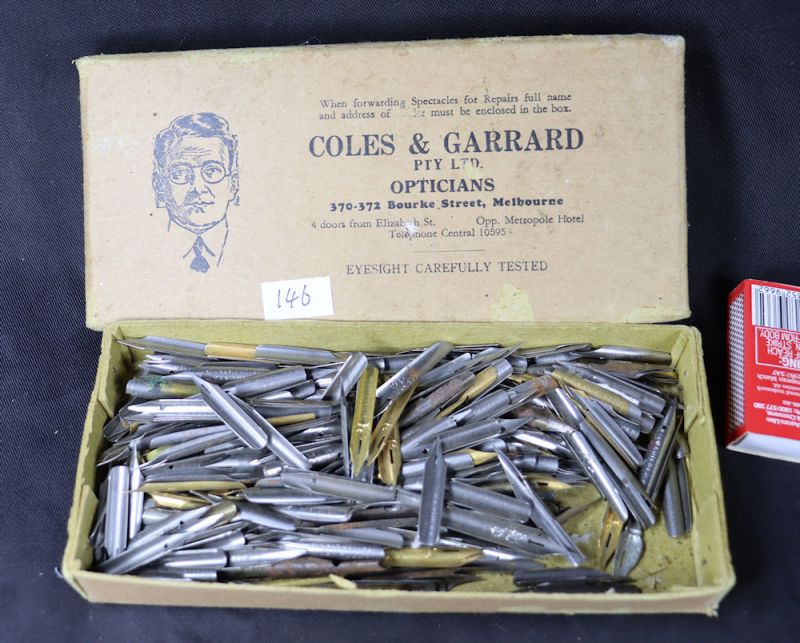 When forwarding Spectacles for Repairs full name
and address of must be enclosed in the box.
COLES & GARRARD
PTY LTD.
OPTICIANS
370-372 Bourke Street, Melbourne
4 doors from Elizabeth St. Opp. Metropole Hotel
Telephone Central 10595
EYESIGHT CAREFULLY TESTED
146